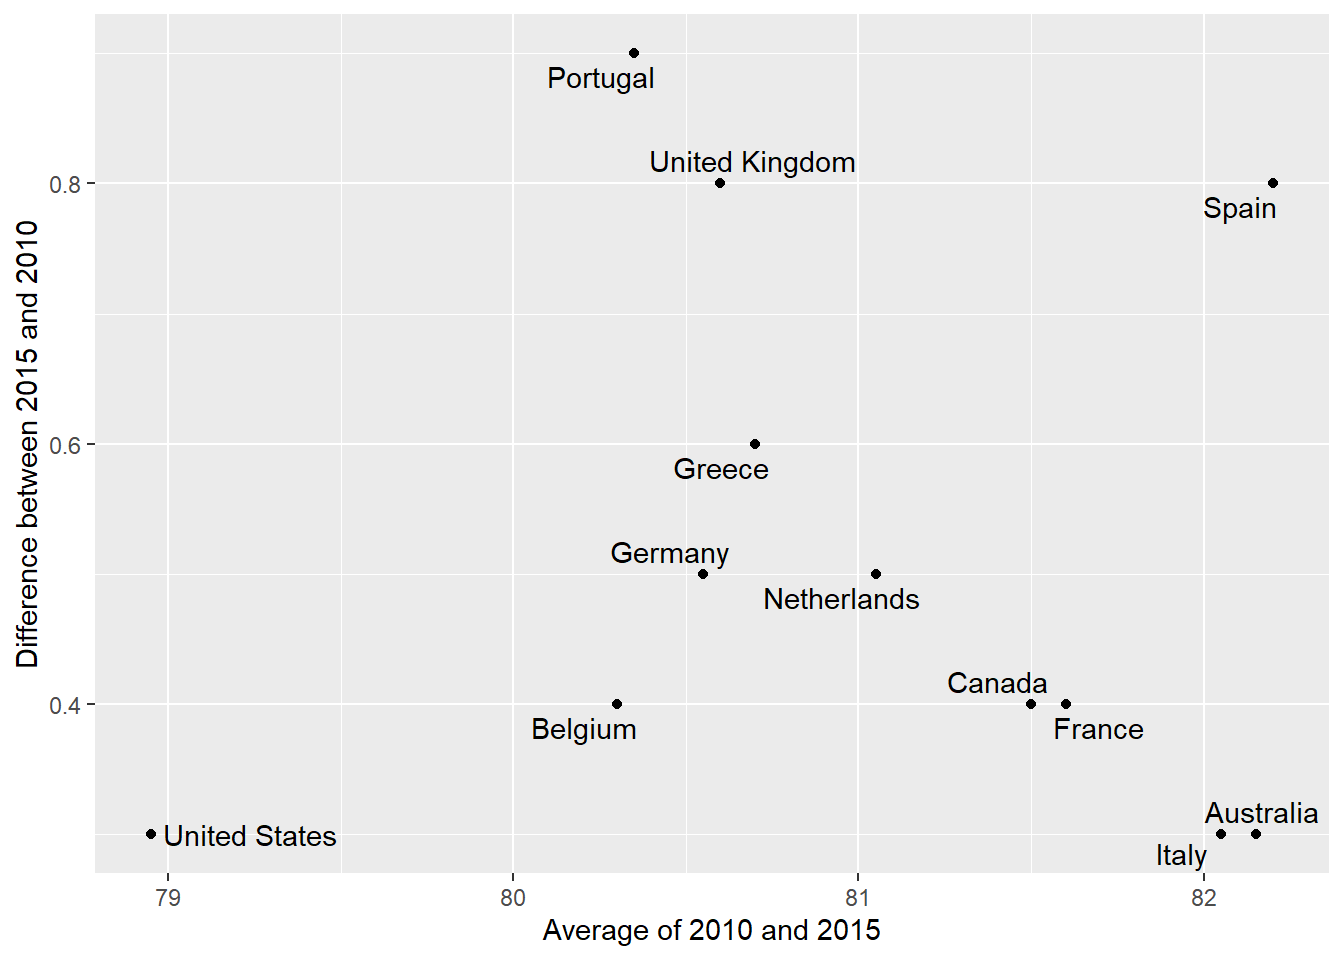 Portugal
United Kingdom
Spain
Greece
Germany
Netherlands
Canada
Belgium
France
Australia
United States
Italy
0.8
0.6
0.4
79
80
81
82
Average of 2010 and 2015
Difference between 2015 and 2010